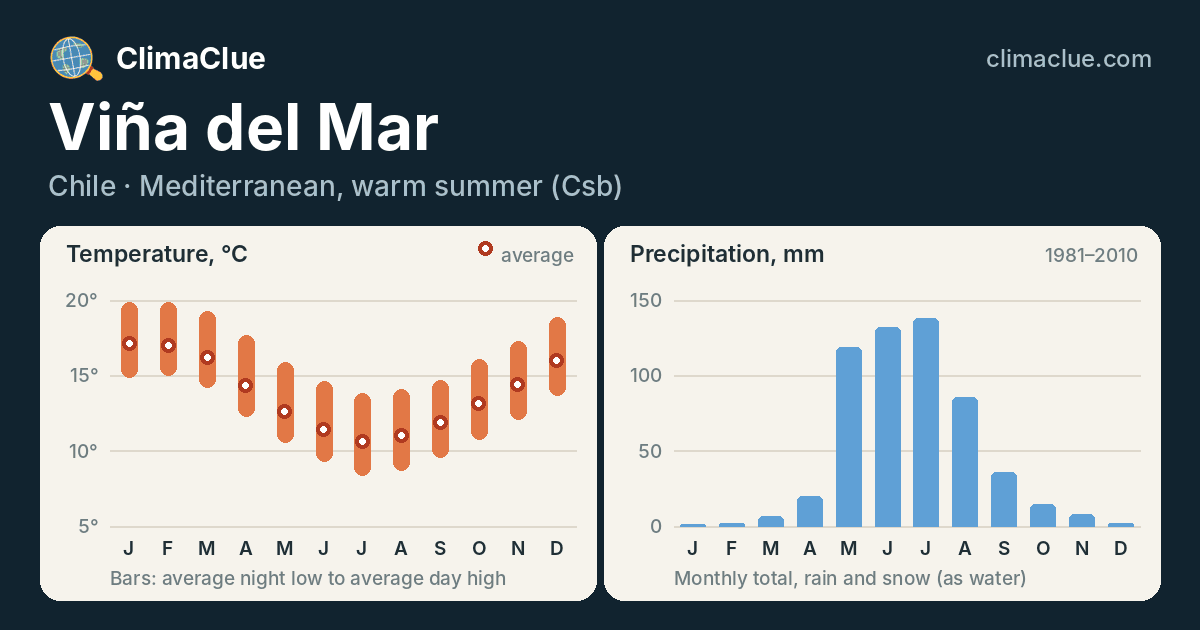 ClimaClue
climaclue.com
Viña del Mar
Chile · Mediterranean, warm summer (Csb)
Temperature, °C
average
20°
15°
10°
5°
J F M A M J J A S O N D
Bars: average night low to average day high
Precipitation, mm
1981–2010
150
100
50
0
J F M A M J J A S O N D
Monthly total, rain and snow (as water)